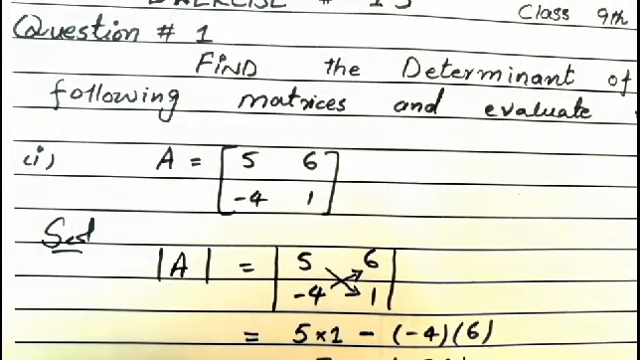 Class 9th
Question # 1
FIND the Determinant of
following matrices and evaluate
(i) A = [5 6
-4 1]
Sol
|A| = |5 6
-4 1|
= 5×1 - (-4)(6)